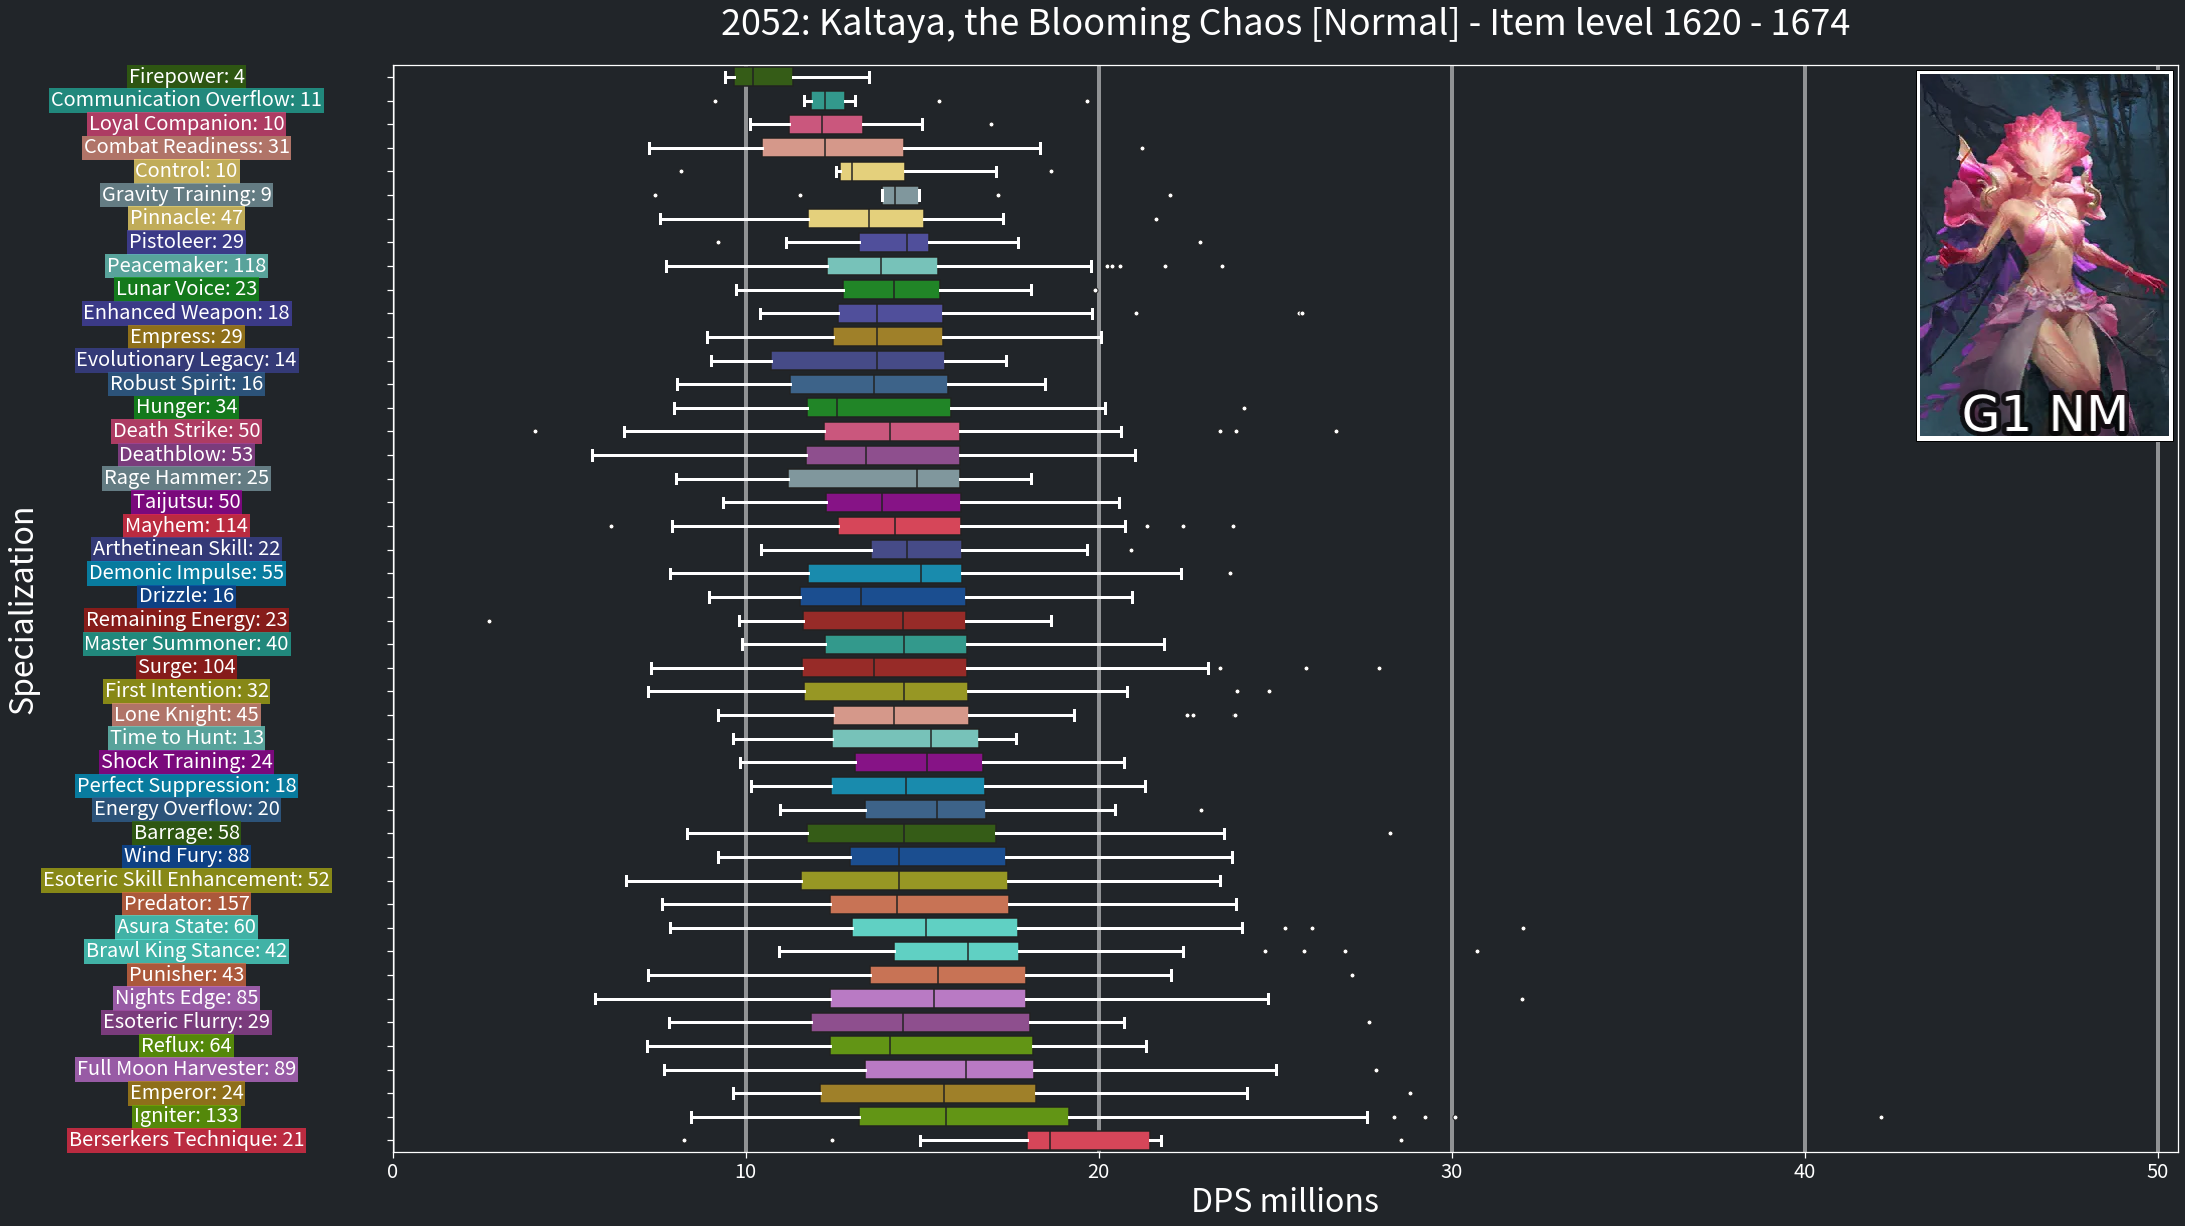 2052: Kaltaya, the Blooming Chaos [Normal] - Item level 1620 - 1674
Firepower: 4
Communication Overflow: 11
Loyal Companion: 10
Combat Readiness: 31
Control: 10
Gravity Training: 9
Pinnacle: 47
Pistoleer: 29
Peacemaker: 118
Lunar Voice: 23
Enhanced Weapon: 18
Empress: 29
Evolutionary Legacy: 14
Robust Spirit: 16
Hunger: 34
Death Strike: 50
Deathblow: 53
Rage Hammer: 25
Taijutsu: 50
Mayhem: 114
Arthetinean Skill: 22
Demonic Impulse: 55
Drizzle: 16
Remaining Energy: 23
Master Summoner: 40
Surge: 104
First Intention: 32
Lone Knight: 45
Time to Hunt: 13
Shock Training: 24
Perfect Suppression: 18
Energy Overflow: 20
Barrage: 58
Wind Fury: 88
Esoteric Skill Enhancement: 52
Predator: 157
Asura State: 60
Brawl King Stance: 42
Punisher: 43
Nights Edge: 85
Esoteric Flurry: 29
Reflux: 64
Full Moon Harvester: 89
Emperor: 24
Igniter: 133
Berserkers Technique: 21
Specialization
G1 NM
0 10 20 30 40 50
DPS millions